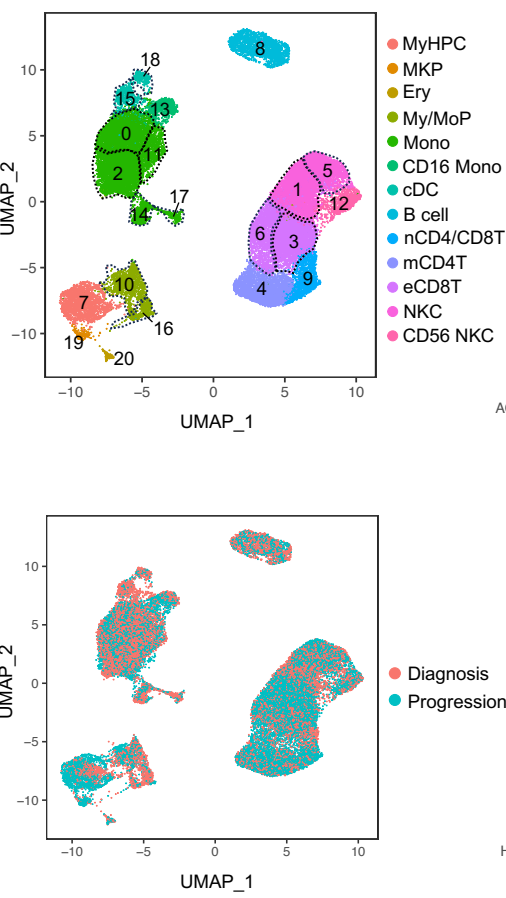 18
8
15
13
0
11
2
17
14
5
1
12
6
3
9
4
10
7
16
19
20
10
5
0
−5
−10
UMAP_2
−10
−5
0
5
10
UMAP_1
MyHPC
MKP
Ery
My/MoP
Mono
CD16 Mono
cDC
B cell
nCD4/CD8T
mCD4T
eCD8T
NKC
CD56 NKC
10
5
0
−5
−10
UMAP_2
−10
−5
0
5
10
UMAP_1
Diagnosis
Progression